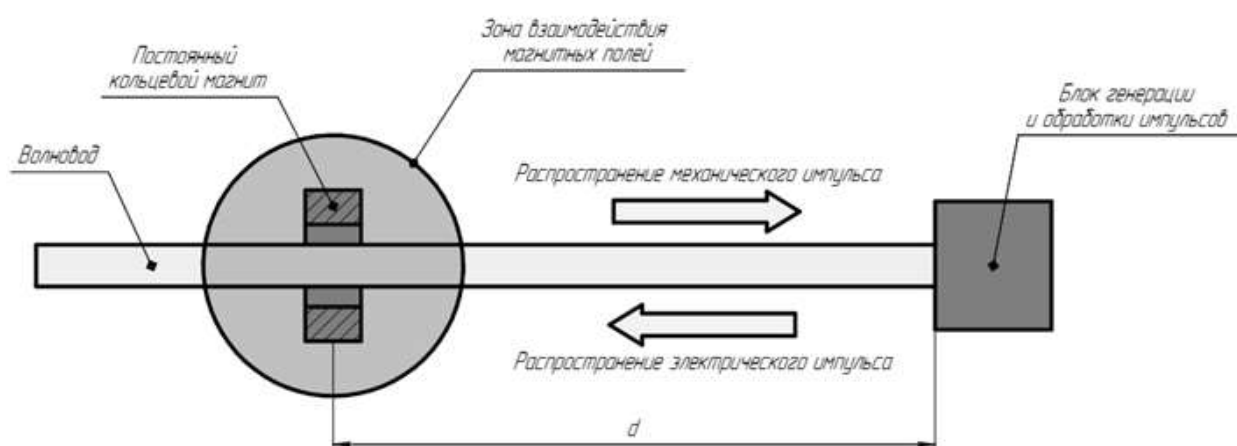 Зона взаимодействия
магнитных полей
Постоянный
кольцевой магнит
Блок генерации
и обработки импульсов
Волновод
Распространение механического импульса
Распространение электрического импульса
d